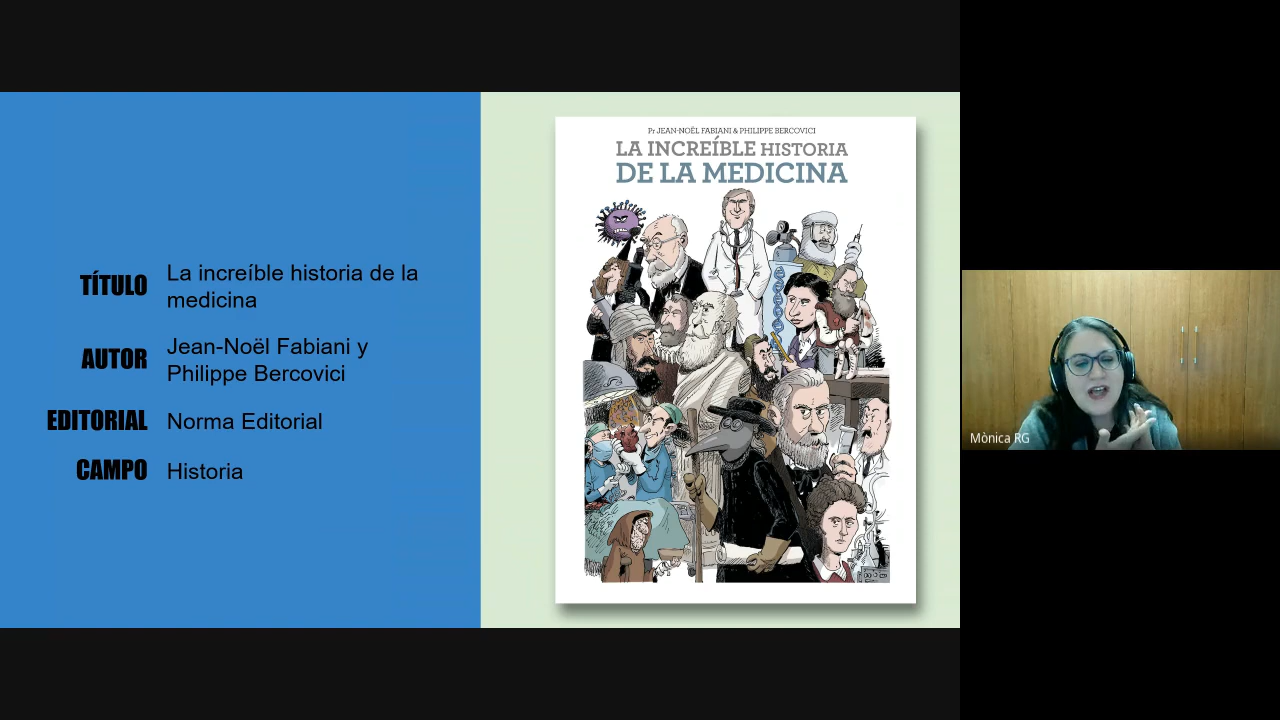 TÍTULO
La increíble historia de la
medicina
AUTOR
Jean-Noël Fabiani y
Philippe Bercovici
EDITORIAL
Norma Editorial
CAMPO
Historia
Pr JEAN-NOËL FABIANI & PHILIPPE BERCOVICI
LA INCREÍBLE HISTORIA
DE LA MEDICINA
Mònica RG